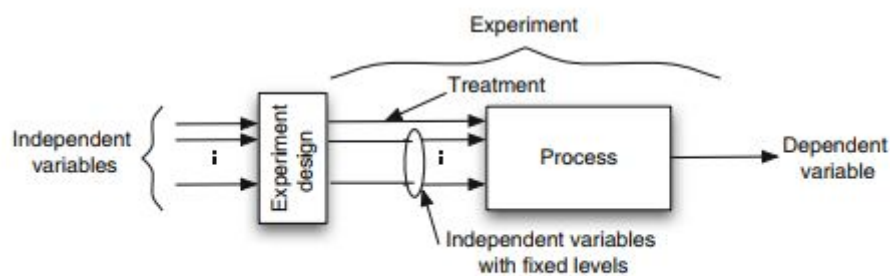 Experiment
Treatment
Independent
variables
Experiment
design
Process
Dependent
variable
Independent variables
with fixed levels